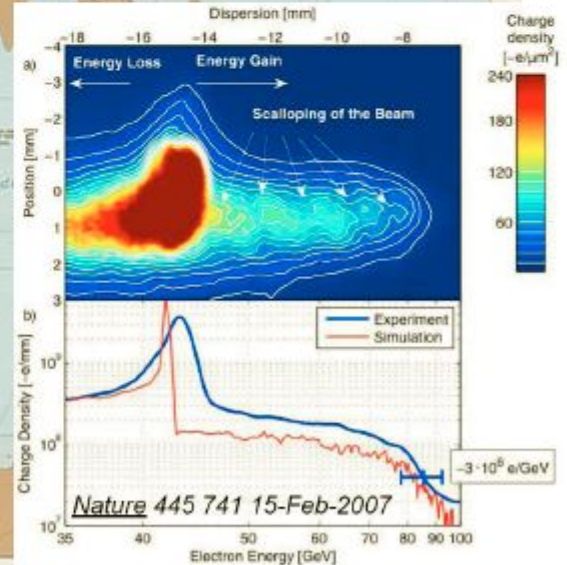 Dispersion [mm]
−18 −16 −14 −12 −10 −8
Charge
density
[−e/µm²]
a)
Energy Loss
Energy Gain
Scalloping of the Beam
Position [mm]
−4
−3
−2
−1
0
1
2
3
240
180
120
60
b)
Experiment
Simulation
Charge Density [−e/mm]
10⁹
10⁸
10⁷
~3·10⁶ e/GeV
Nature 445 741 15-Feb-2007
35 40 50 60 70 80 90 100
Electron Energy [GeV]